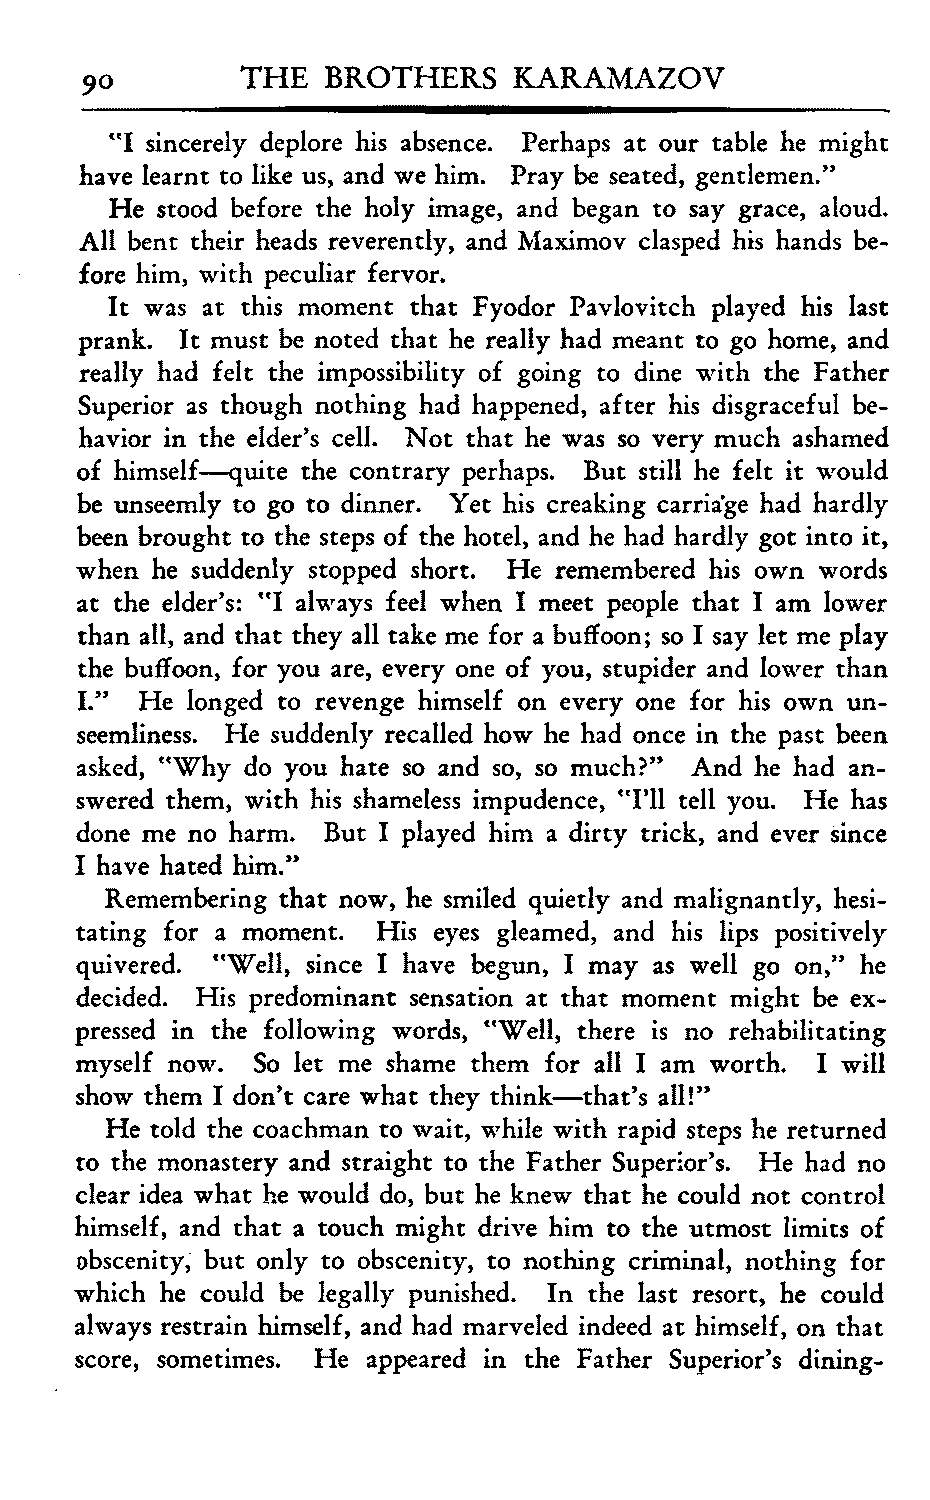 90 THE BROTHERS KARAMAZOV
"I sincerely deplore his absence. Perhaps at our table he might
have learnt to like us, and we him. Pray be seated, gentlemen."
He stood before the holy image, and began to say grace, aloud.
All bent their heads reverently, and Maximov clasped his hands be-
fore him, with peculiar fervor.
It was at this moment that Fyodor Pavlovitch played his last
prank. It must be noted that he really had meant to go home, and
really had felt the impossibility of going to dine with the Father
Superior as though nothing had happened, after his disgraceful be-
havior in the elder's cell. Not that he was so very much ashamed
of himself—quite the contrary perhaps. But still he felt it would
be unseemly to go to dinner. Yet his creaking carriage had hardly
been brought to the steps of the hotel, and he had hardly got into it,
when he suddenly stopped short. He remembered his own words
at the elder's: "I always feel when I meet people that I am lower
than all, and that they all take me for a buffoon; so I say let me play
the buffoon, for you are, every one of you, stupider and lower than
I." He longed to revenge himself on every one for his own un-
seemliness. He suddenly recalled how he had once in the past been
asked, "Why do you hate so and so, so much?" And he had an-
swered them, with his shameless impudence, "I'll tell you. He has
done me no harm. But I played him a dirty trick, and ever since
I have hated him."
Remembering that now, he smiled quietly and malignantly, hesi-
tating for a moment. His eyes gleamed, and his lips positively
quivered. "Well, since I have begun, I may as well go on," he
decided. His predominant sensation at that moment might be ex-
pressed in the following words, "Well, there is no rehabilitating
myself now. So let me shame them for all I am worth. I will
show them I don't care what they think—that's all!"
He told the coachman to wait, while with rapid steps he returned
to the monastery and straight to the Father Superior's. He had no
clear idea what he would do, but he knew that he could not control
himself, and that a touch might drive him to the utmost limits of
obscenity, but only to obscenity, to nothing criminal, nothing for
which he could be legally punished. In the last resort, he could
always restrain himself, and had marveled indeed at himself, on that
score, sometimes. He appeared in the Father Superior's dining-